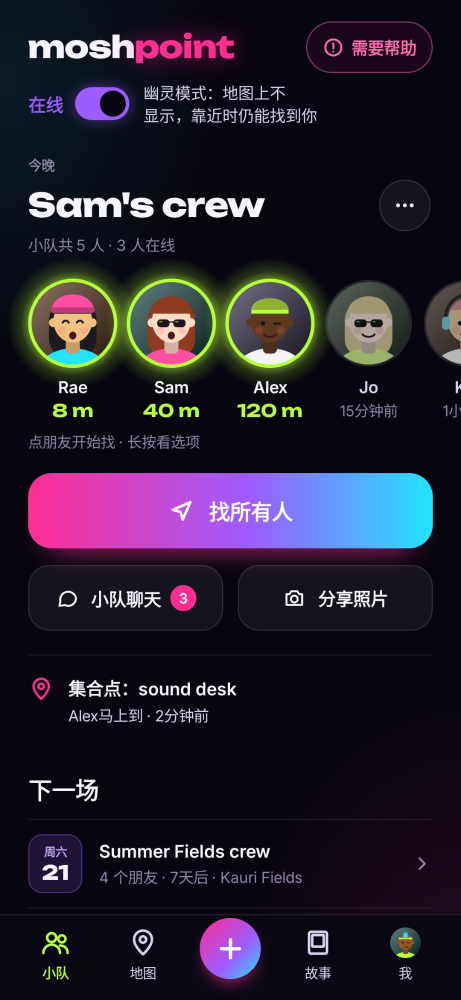 moshpoint
需要帮助
在线
幽灵模式：地图上不
显示，靠近时仍能找到你
今晚
Sam's crew
小队共 5 人 · 3 人在线
Rae
8 m
Sam
40 m
Alex
120 m
Jo
15分钟前
点朋友开始找 · 长按看选项
找所有人
小队聊天 3
分享照片
集合点：sound desk
Alex马上到 · 2分钟前
下一场
周六
21
Summer Fields crew
4 个朋友 · 7天后 · Kauri Fields
小队
地图
故事
我